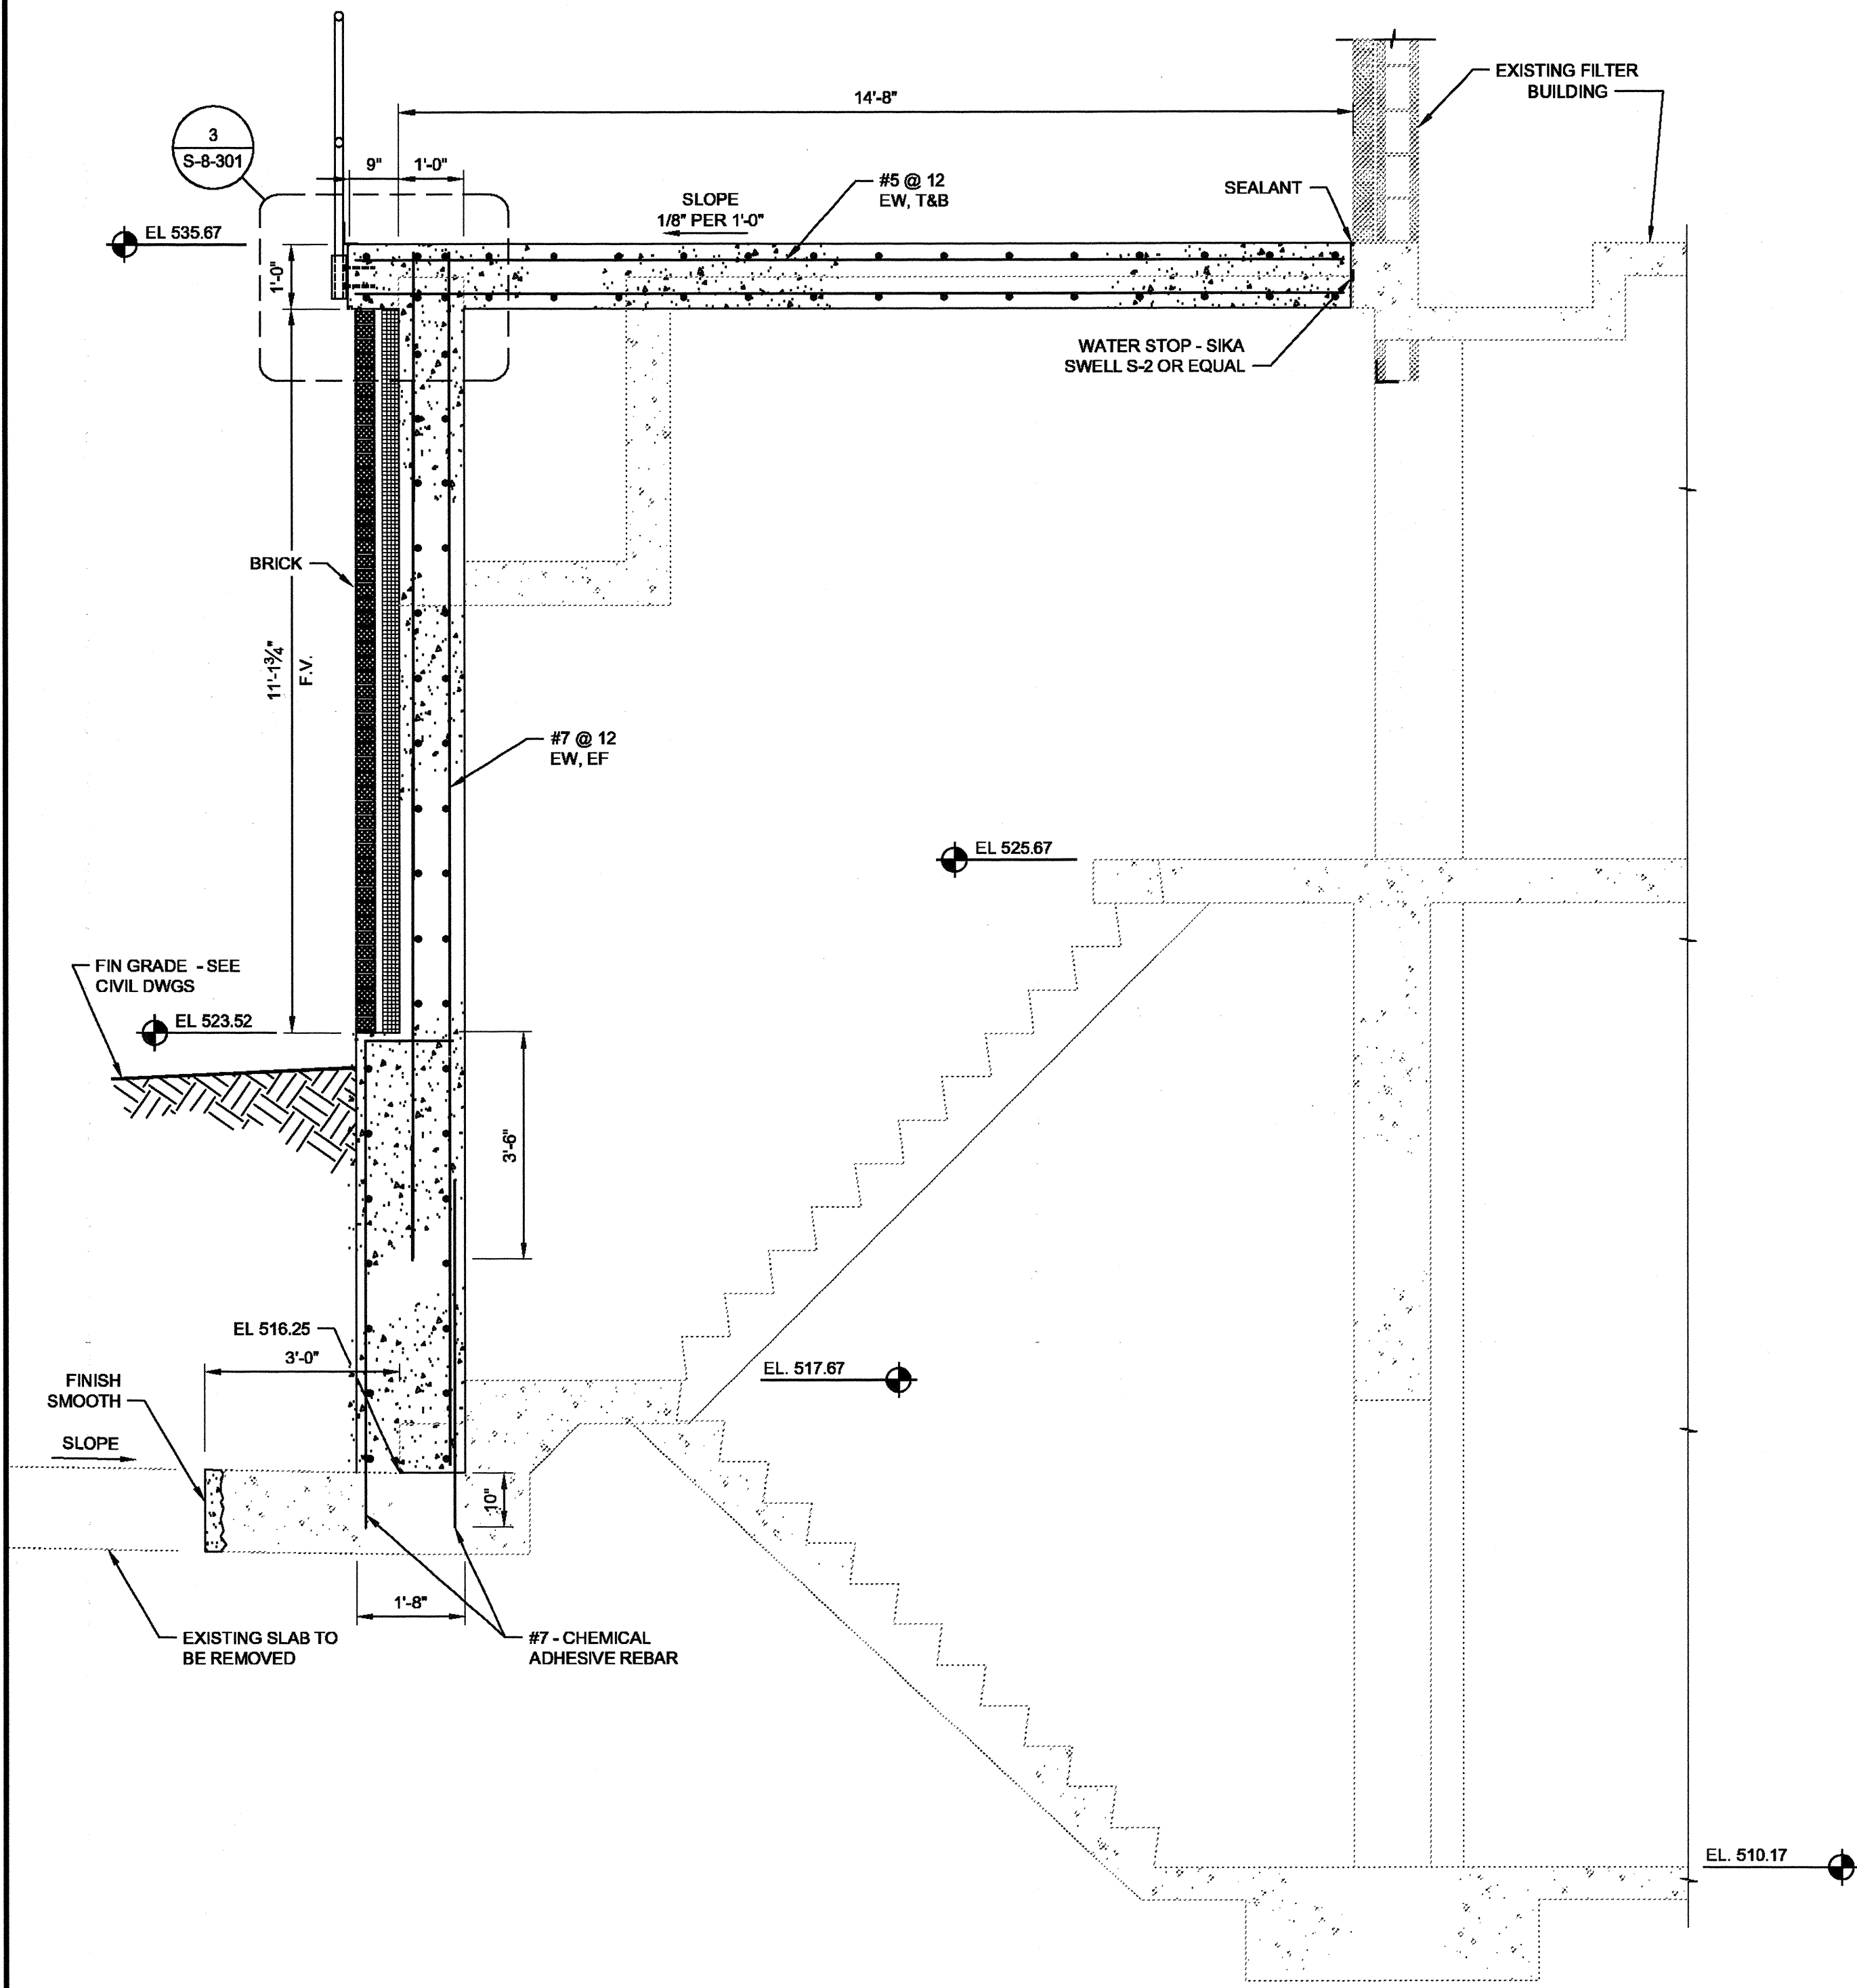 EXISTING FILTER
BUILDING
14'-8"
3
S-8-301
9"
1'-0"
#5 @ 12
EW, T&B
SLOPE
1/8" PER 1'-0"
SEALANT
EL 535.67
1'-0"
WATER STOP - SIKA
SWELL S-2 OR EQUAL
BRICK
11'-1¾"
F.V.
#7 @ 12
EW, EF
EL 525.67
FIN GRADE - SEE
CIVIL DWGS
EL 523.52
3'-6"
EL 516.25
3'-0"
EL. 517.67
FINISH
SMOOTH
SLOPE
10"
1'-8"
EXISTING SLAB TO
BE REMOVED
#7 - CHEMICAL
ADHESIVE REBAR
EL. 510.17